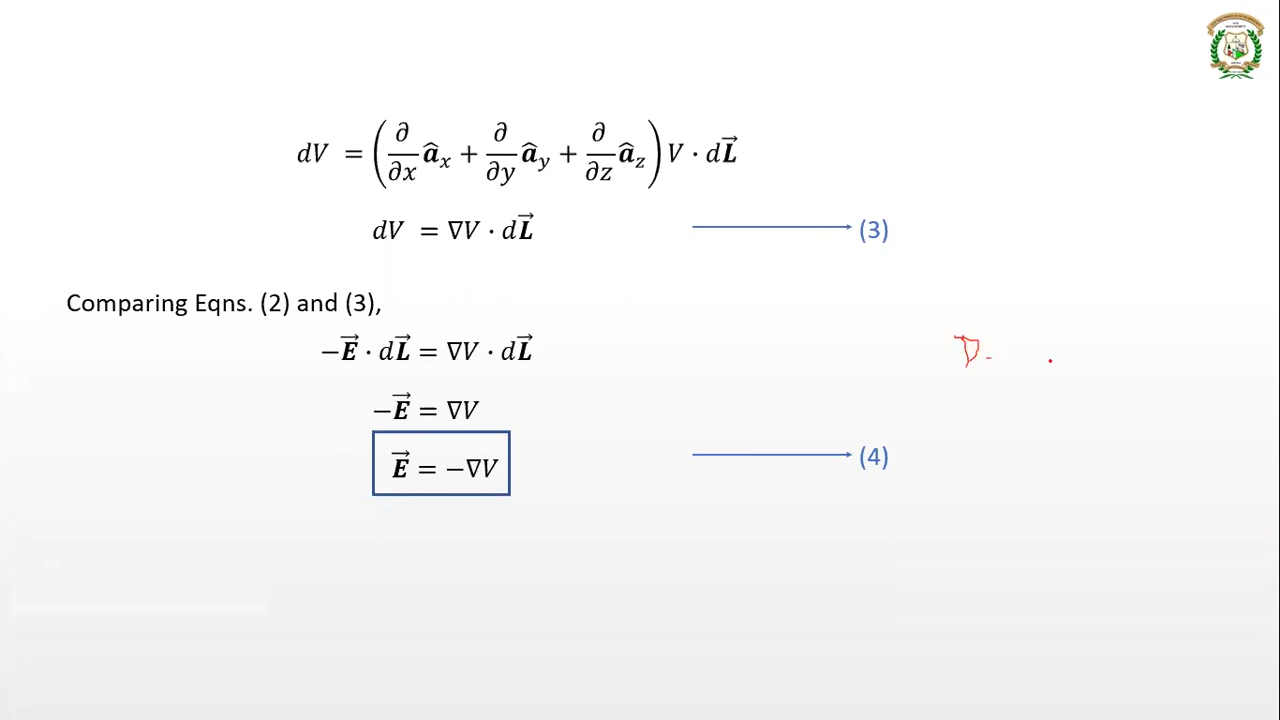 dV = (∂/∂x â_x + ∂/∂y â_y + ∂/∂z â_z) V · dL⃗
dV = ∇V · dL⃗ (3)
Comparing Eqns. (2) and (3),
−E⃗ · dL⃗ = ∇V · dL⃗
−E⃗ = ∇V
E⃗ = −∇V (4)